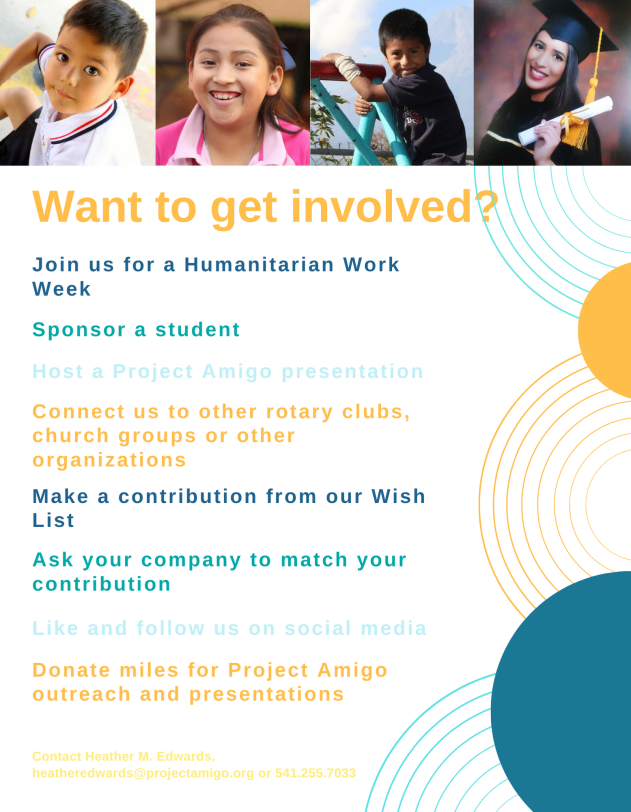 Want to get involved?
Join us for a Humanitarian Work
Week
Sponsor a student
Host a Project Amigo presentation
Connect us to other rotary clubs,
church groups or other
organizations
Make a contribution from our Wish
List
Ask your company to match your
contribution
Like and follow us on social media
Donate miles for Project Amigo
outreach and presentations
Contact Heather M. Edwards,
heatheredwards@projectamigo.org or 541.255.7033